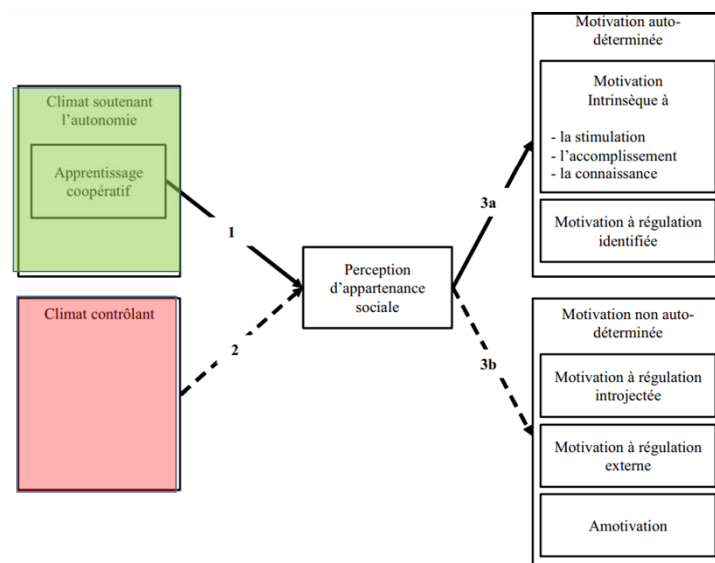 Climat soutenant
l'autonomie
Apprentissage
coopératif
Climat contrôlant
1
2
Perception
d'appartenance
sociale
3a
3b
Motivation auto-
déterminée
Motivation
Intrinsèque à
- la stimulation
- l'accomplissement
- la connaissance
Motivation à régulation
identifiée
Motivation non auto-
déterminée
Motivation à régulation
introjectée
Motivation à régulation
externe
Amotivation